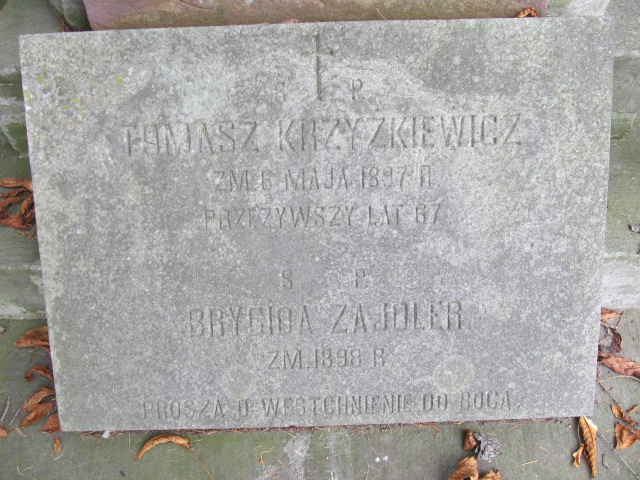 Ś P.
TOMASZ KRZYŻKIEWICZ
ZM. 6 MAJA 1897 R.
PRZEŻYWSZY LAT 67
Ś. P.
BRYGIDA ZAJDLER
ZM. 1898 R.
PROSZĄ O WESTCHNIENIE DO BOGA